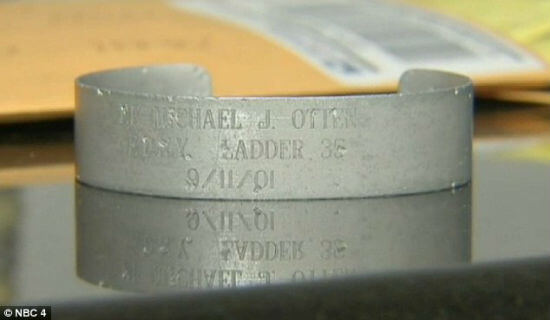 MICHAEL J. OTTEN
LADDER 35
9/11/01
© NBC 4